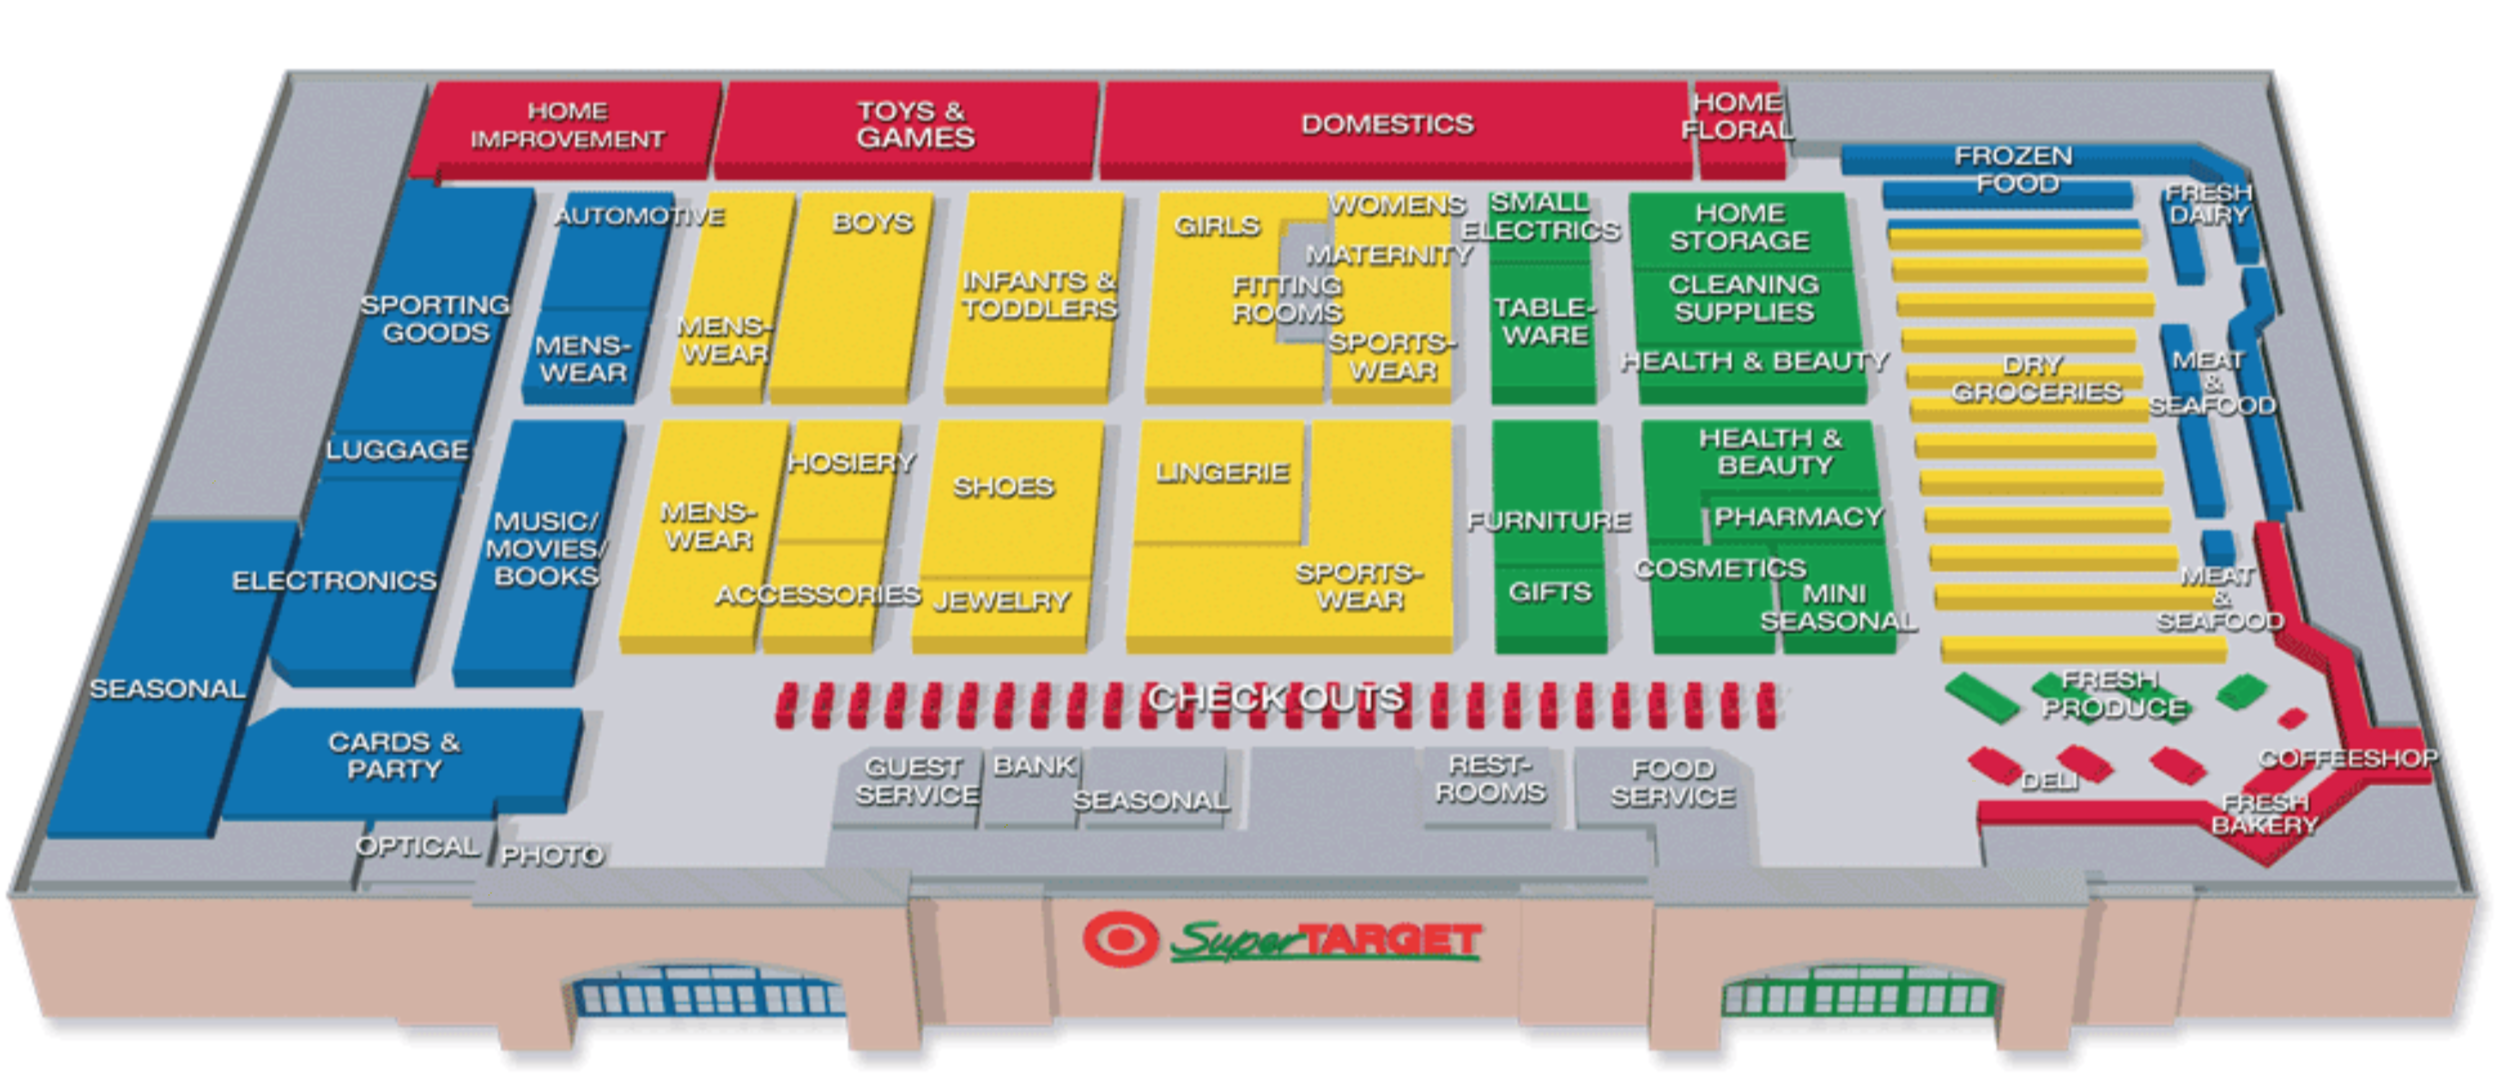 HOME
IMPROVEMENT
TOYS &
GAMES
DOMESTICS
HOME
FLORAL
FROZEN
FOOD
FRESH
DAIRY
AUTOMOTIVE
MENS-
WEAR
SPORTING
GOODS
LUGGAGE
ELECTRONICS
MUSIC/
MOVIES/
BOOKS
SEASONAL
CARDS &
PARTY
OPTICAL
PHOTO
MENS-
WEAR
BOYS
INFANTS &
TODDLERS
GIRLS
FITTING
ROOMS
WOMENS
MATERNITY
SPORTS-
WEAR
SMALL
ELECTRICS
TABLE-
WARE
HOME
STORAGE
CLEANING
SUPPLIES
HEALTH & BEAUTY
DRY
GROCERIES
MEAT
&
SEAFOOD
MENS-
WEAR
HOSIERY
ACCESSORIES
SHOES
JEWELRY
LINGERIE
SPORTS-
WEAR
FURNITURE
GIFTS
HEALTH &
BEAUTY
PHARMACY
COSMETICS
MINI
SEASONAL
MEAT
&
SEAFOOD
CHECK OUTS
FRESH
PRODUCE
COFFEESHOP
DELI
FRESH
BAKERY
GUEST
SERVICE
BANK
SEASONAL
REST-
ROOMS
FOOD
SERVICE
Super TARGET